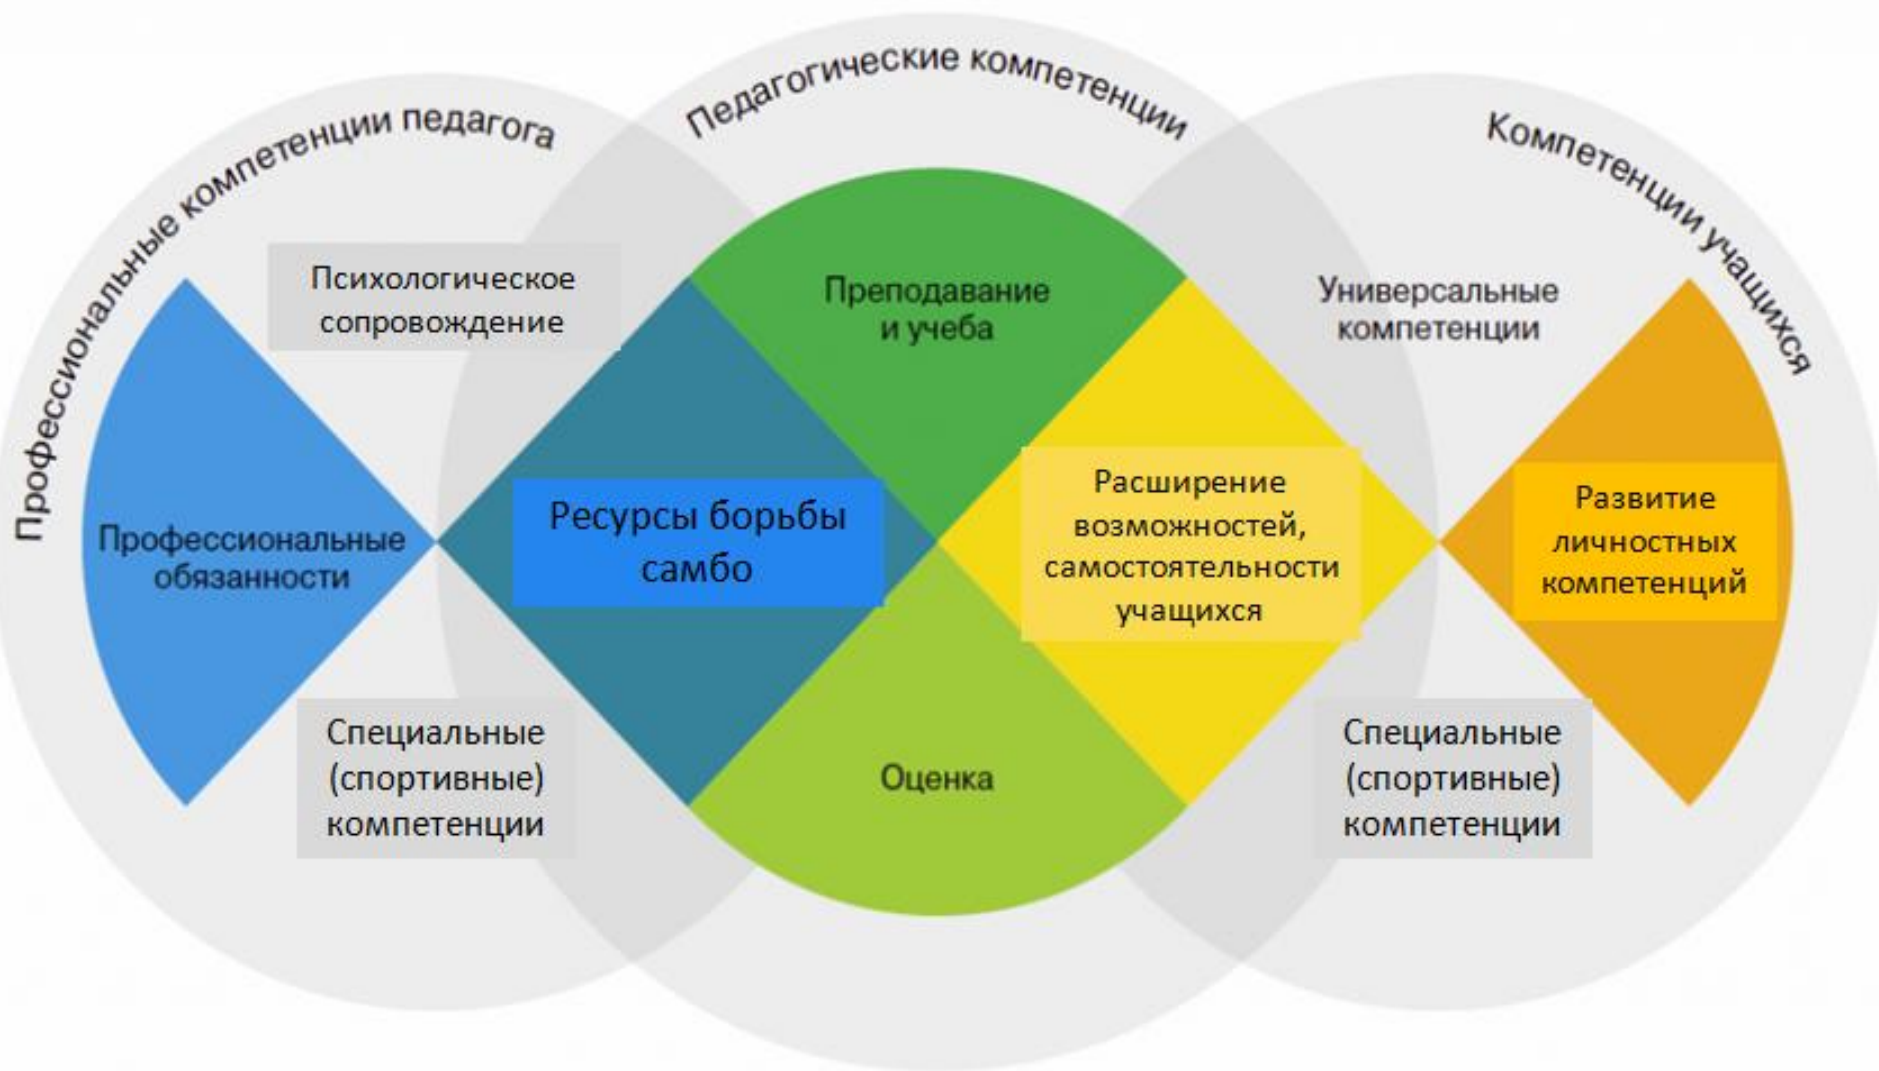 Профессиональные компетенции педагога
Педагогические компетенции
Компетенции учащихся
Психологическое
сопровождение
Преподавание
и учеба
Универсальные
компетенции
Профессиональные
обязанности
Ресурсы борьбы
самбо
Расширение
возможностей,
самостоятельности
учащихся
Развитие
личностных
компетенций
Специальные
(спортивные)
компетенции
Оценка
Специальные
(спортивные)
компетенции